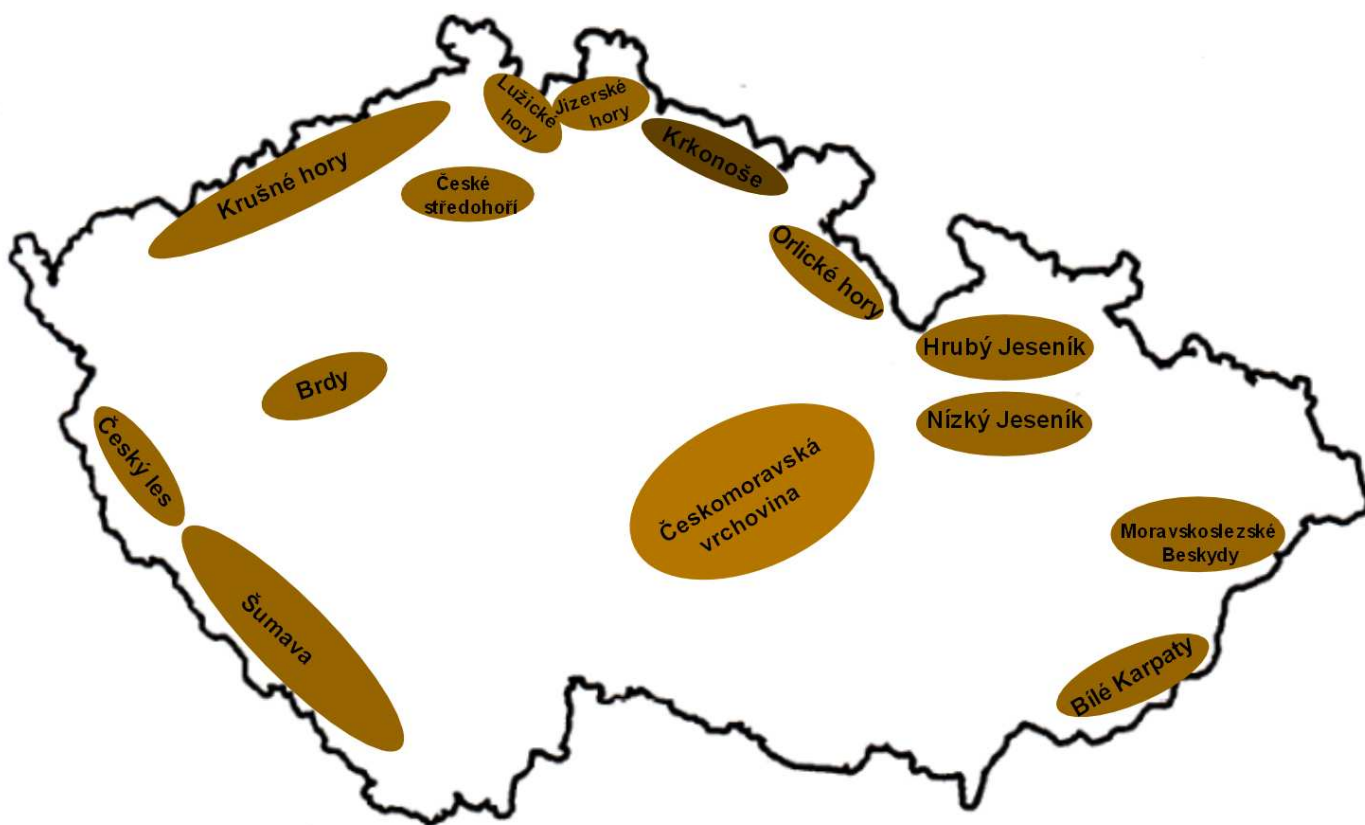 Lužické
hory
Jizerské
hory
Krkonoše
Krušné hory
České
středohoří
Orlické hory
Hrubý Jeseník
Brdy
Nízký Jeseník
Český les
Českomoravská
vrchovina
Moravskoslezské
Beskydy
Šumava
Bílé Karpaty